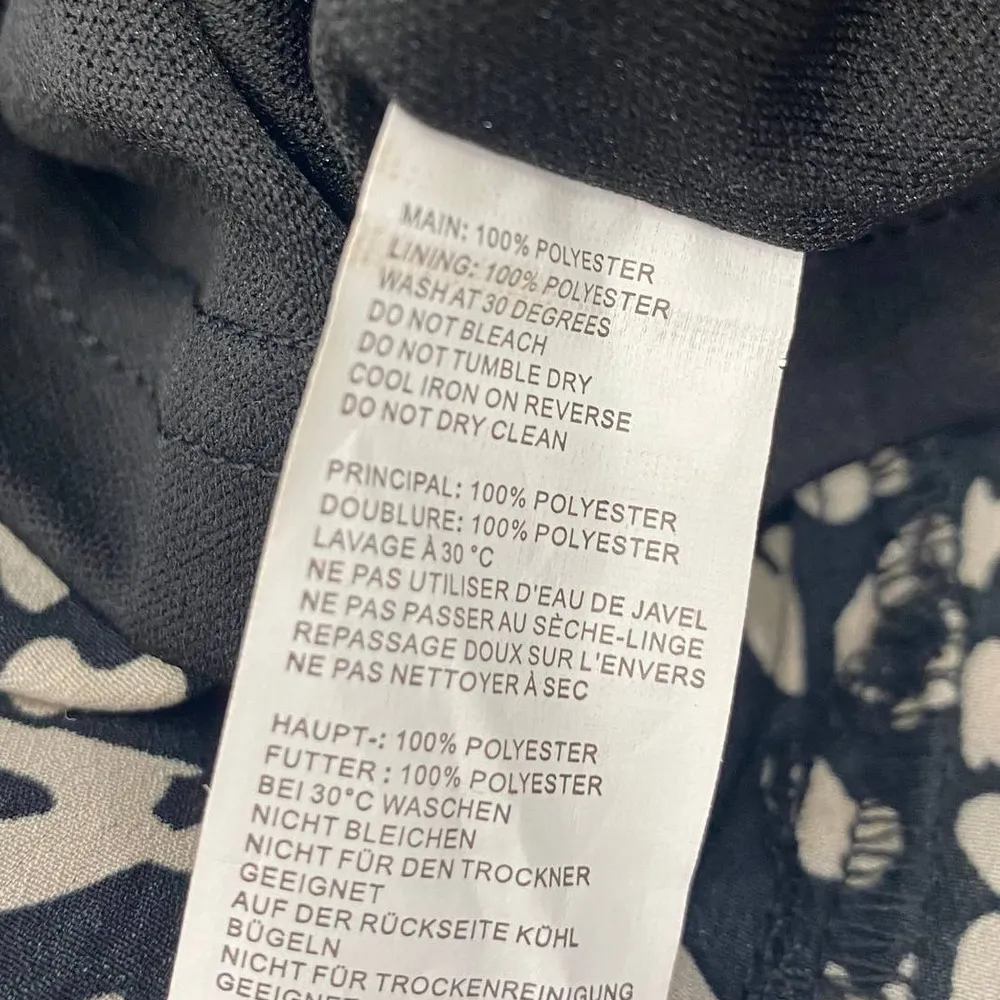 MAIN: 100% POLYESTER
LINING: 100% POLYESTER
WASH AT 30 DEGREES
DO NOT BLEACH
DO NOT TUMBLE DRY
COOL IRON ON REVERSE
DO NOT DRY CLEAN
PRINCIPAL: 100% POLYESTER
DOUBLURE: 100% POLYESTER
LAVAGE À 30 °C
NE PAS UTILISER D'EAU DE JAVEL
NE PAS PASSER AU SÈCHE-LINGE
REPASSAGE DOUX SUR L'ENVERS
NE PAS NETTOYER À SEC
HAUPT-: 100% POLYESTER
FUTTER : 100% POLYESTER
BEI 30°C WASCHEN
NICHT BLEICHEN
NICHT FÜR DEN TROCKNER
GEEIGNET
AUF DER RÜCKSEITE KÜHL
BÜGELN
NICHT FÜR TROCKENREINIGUNG
GEEIGNET